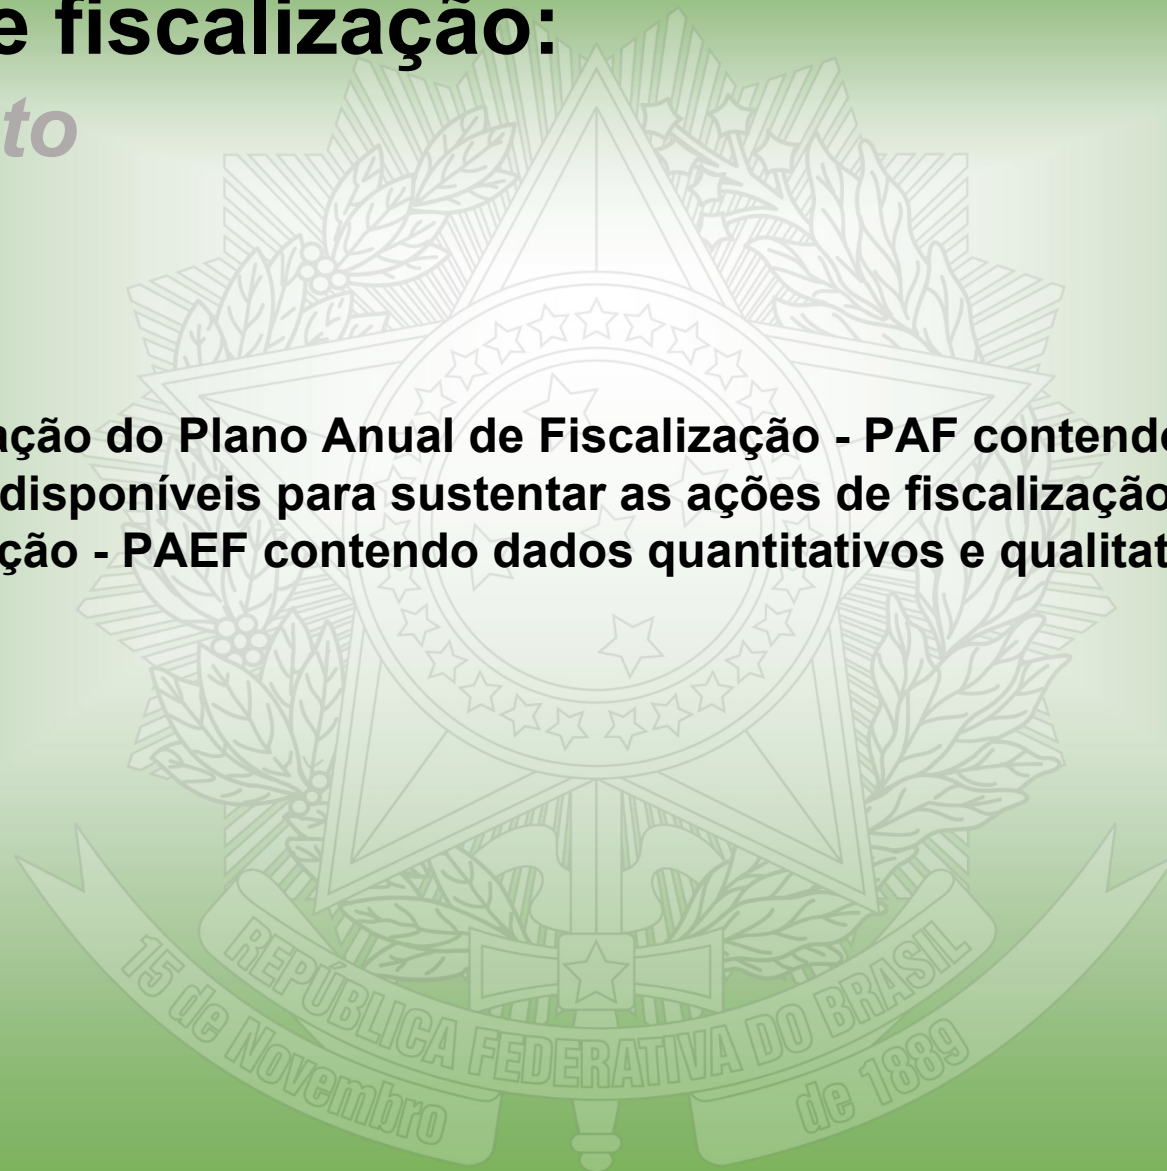 e fiscalização:
to
ação do Plano Anual de Fiscalização - PAF contendo
disponíveis para sustentar as ações de fiscalização
ção - PAEF contendo dados quantitativos e qualitat
REPÚBLICA FEDERATIVA DO BRASIL
15 de Novembro de 1889